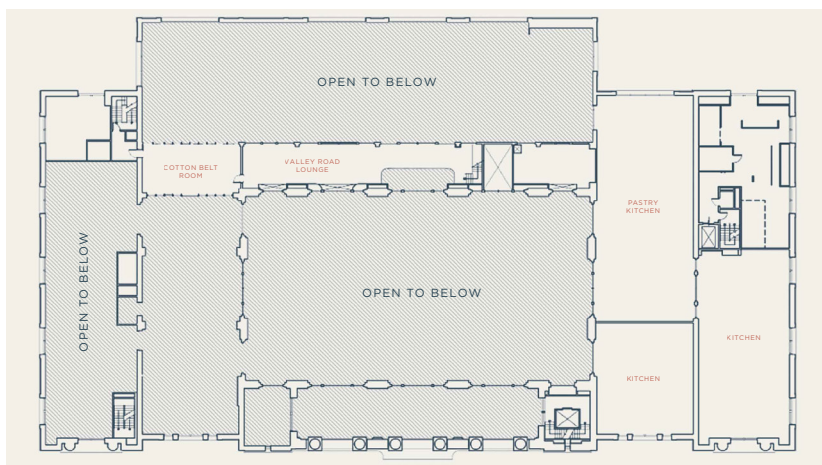 OPEN TO BELOW
COTTON BELT
ROOM
VALLEY ROAD
LOUNGE
PASTRY
KITCHEN
OPEN TO BELOW
OPEN TO BELOW
KITCHEN
KITCHEN